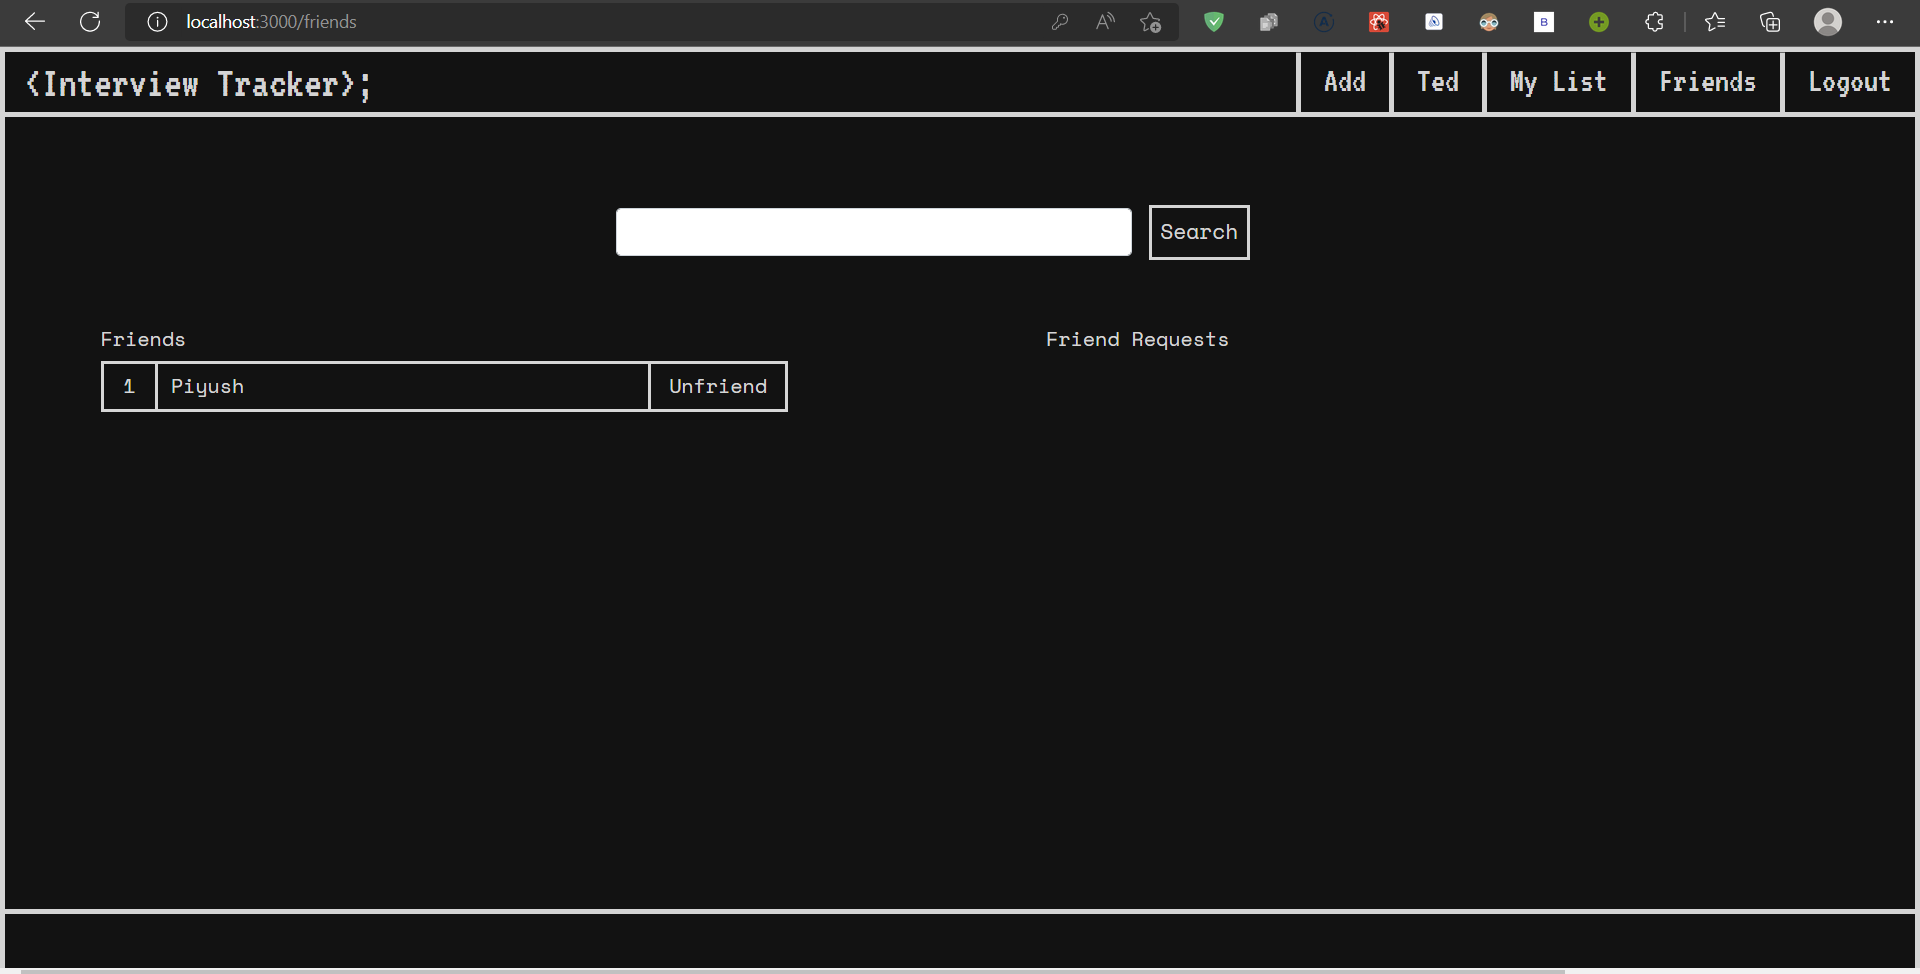 localhost:3000/friends
<Interview Tracker>;
Add
Ted
My List
Friends
Logout
Search
Friends
Friend Requests
1 Piyush Unfriend